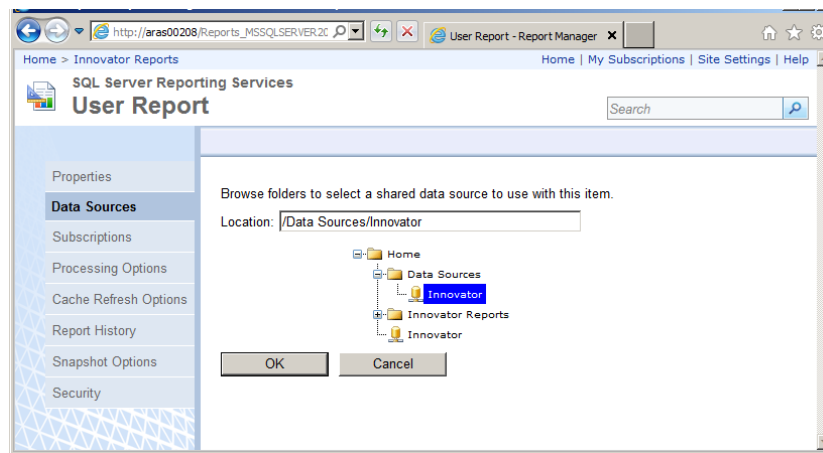 http://aras00208/Reports_MSSQLSERVER2C
User Report - Report Manager
Home > Innovator Reports
Home | My Subscriptions | Site Settings | Help
SQL Server Reporting Services
User Report
Search
Properties
Data Sources
Subscriptions
Processing Options
Cache Refresh Options
Report History
Snapshot Options
Security
Browse folders to select a shared data source to use with this item.
Location: /Data Sources/Innovator
Home
Data Sources
Innovator
Innovator Reports
Innovator
OK Cancel